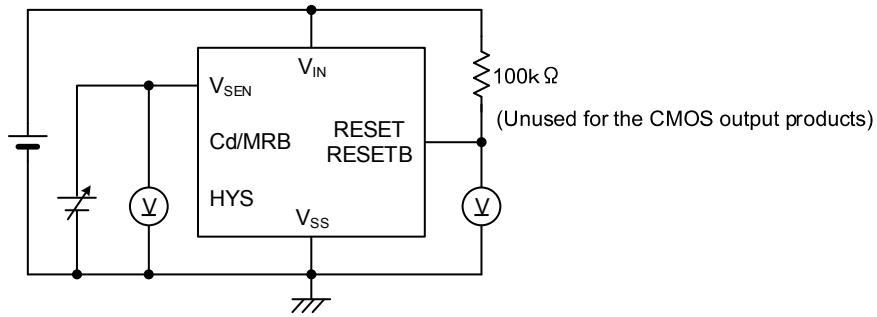 V_IN
100kΩ
V_SEN
(Unused for the CMOS output products)
Cd/MRB
RESET
RESETB
HYS
V
V
V_SS